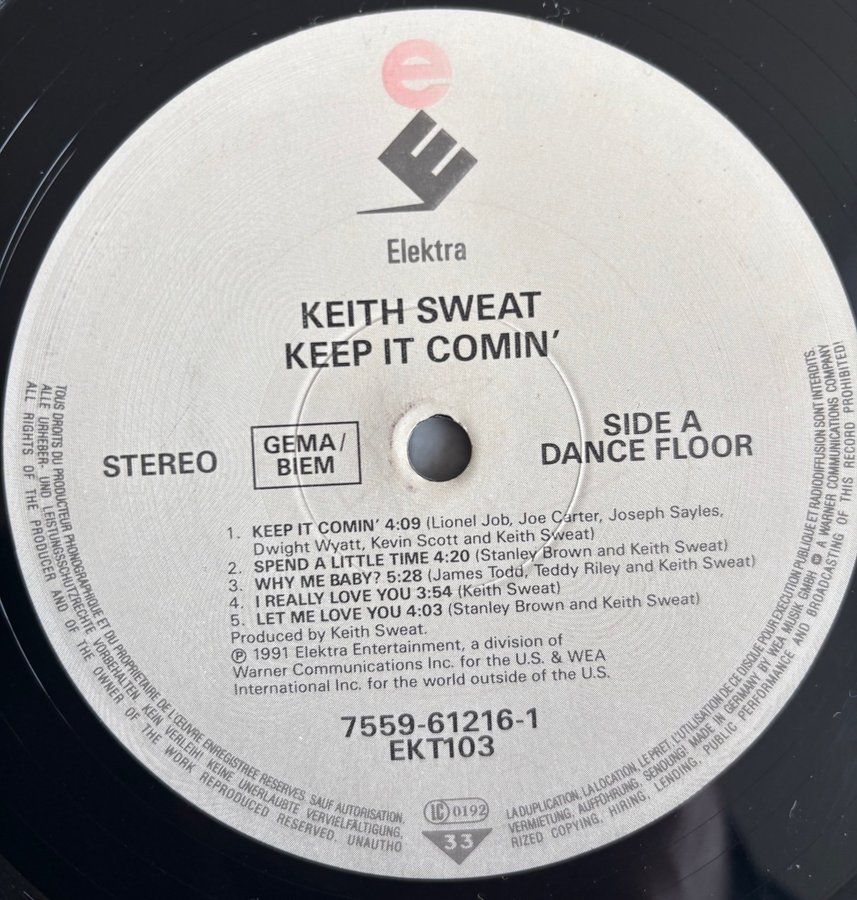 e
E
Elektra
KEITH SWEAT
KEEP IT COMIN'
STEREO
GEMA/
BIEM
SIDE A
DANCE FLOOR
1. KEEP IT COMIN' 4:09 (Lionel Job, Joe Carter, Joseph Sayles,
Dwight Wyatt, Kevin Scott and Keith Sweat)
2. SPEND A LITTLE TIME 4:20 (Stanley Brown and Keith Sweat)
3. WHY ME BABY? 5:28 (James Todd, Teddy Riley and Keith Sweat)
4. I REALLY LOVE YOU 3:54 (Keith Sweat)
5. LET ME LOVE YOU 4:03 (Stanley Brown and Keith Sweat)
Produced by Keith Sweat.
℗ 1991 Elektra Entertainment, a division of
Warner Communications Inc. for the U.S. & WEA
International Inc. for the world outside of the U.S.
7559-61216-1
EKT103
LC 0192
33
TOUS DROITS DU PRODUCTEUR PHONOGRAPHIQUE ET DU PROPRIETAIRE DE L'ŒUVRE ENREGISTREE RESERVES. SAUF AUTORISATION,
ALLE URHEBER- UND LEISTUNGSSCHUTZRECHTE VORBEHALTEN. KEIN VERLEIH! KEINE UNERLAUBTE VERVIELFÄLTIGUNG,
ALL RIGHTS OF THE PRODUCER AND OF THE OWNER OF THE WORK REPRODUCED RESERVED. UNAUTHO
LA DUPLICATION, LA LOCATION, LE PRET, L'UTILISATION DE CE DISQUE POUR EXECUTION PUBLIQUE ET RADIODIFFUSION SONT INTERDITS.
VERMIETUNG, AUFFÜHRUNG, SENDUNG! MADE IN GERMANY BY WEA MUSIK GMBH A WARNER COMMUNICATIONS COMPANY
RIZED COPYING, HIRING, LENDING, PUBLIC PERFORMANCE AND BROADCASTING OF THIS RECORD PROHIBITED!